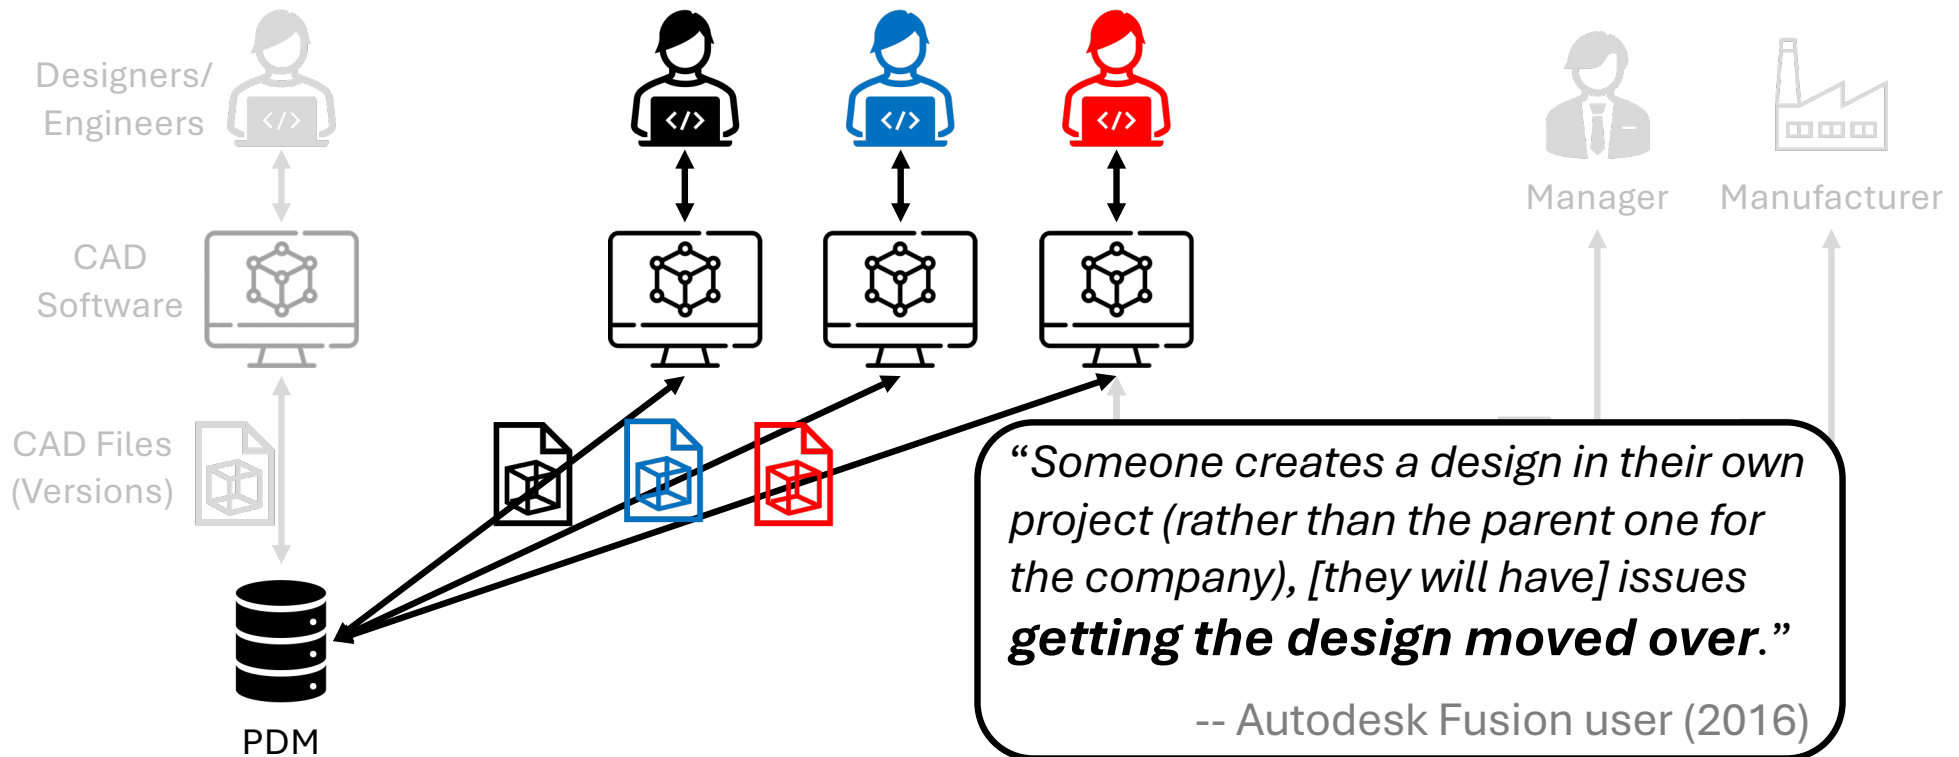 Designers/
Engineers
</>
</>
</>
</>
Manager
Manufacturer
CAD
Software
CAD Files
(Versions)
PDM
“Someone creates a design in their own
project (rather than the parent one for
the company), [they will have] issues
getting the design moved over.”
-- Autodesk Fusion user (2016)